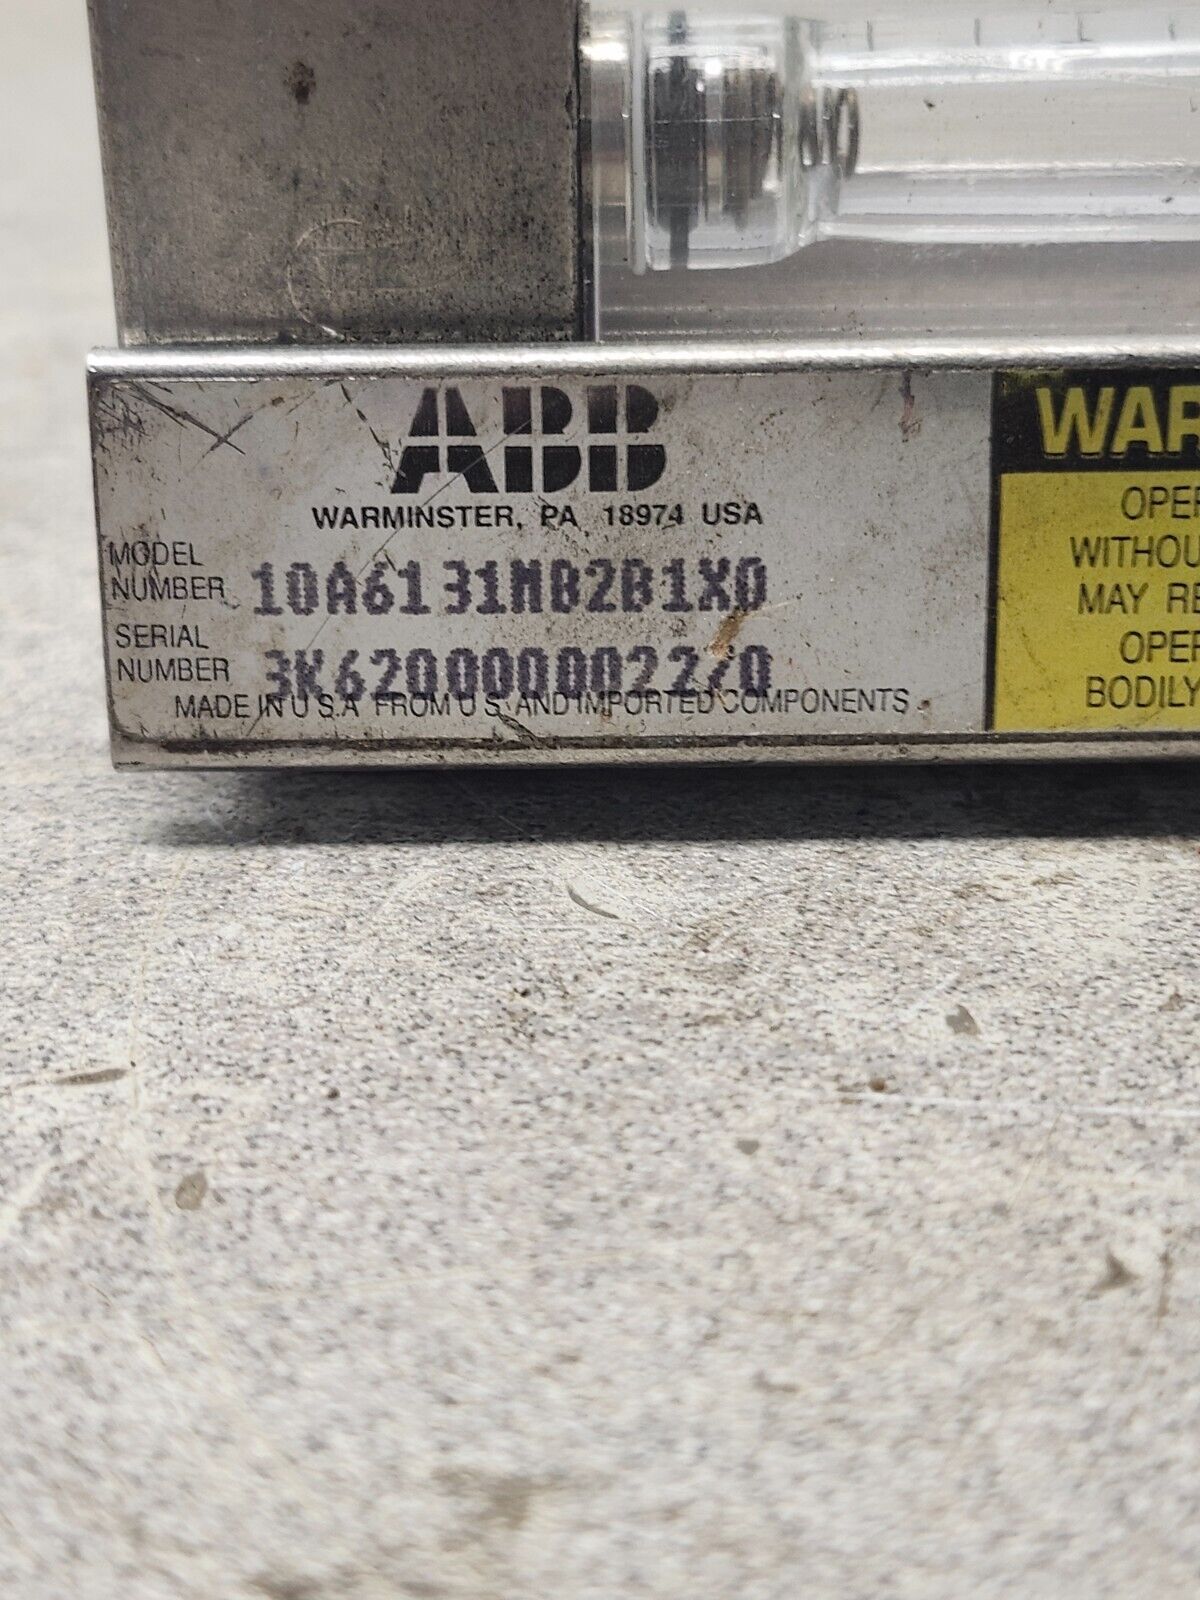 ABB
WARMINSTER, PA 18974 USA
MODEL
NUMBER 10A6131NB2B1X0
SERIAL
NUMBER 3K620000002270
MADE IN U S.A FROM U S. AND IMPORTED COMPONENTS
WAR
OPER
WITHOU
MAY RE
OPER
BODILY